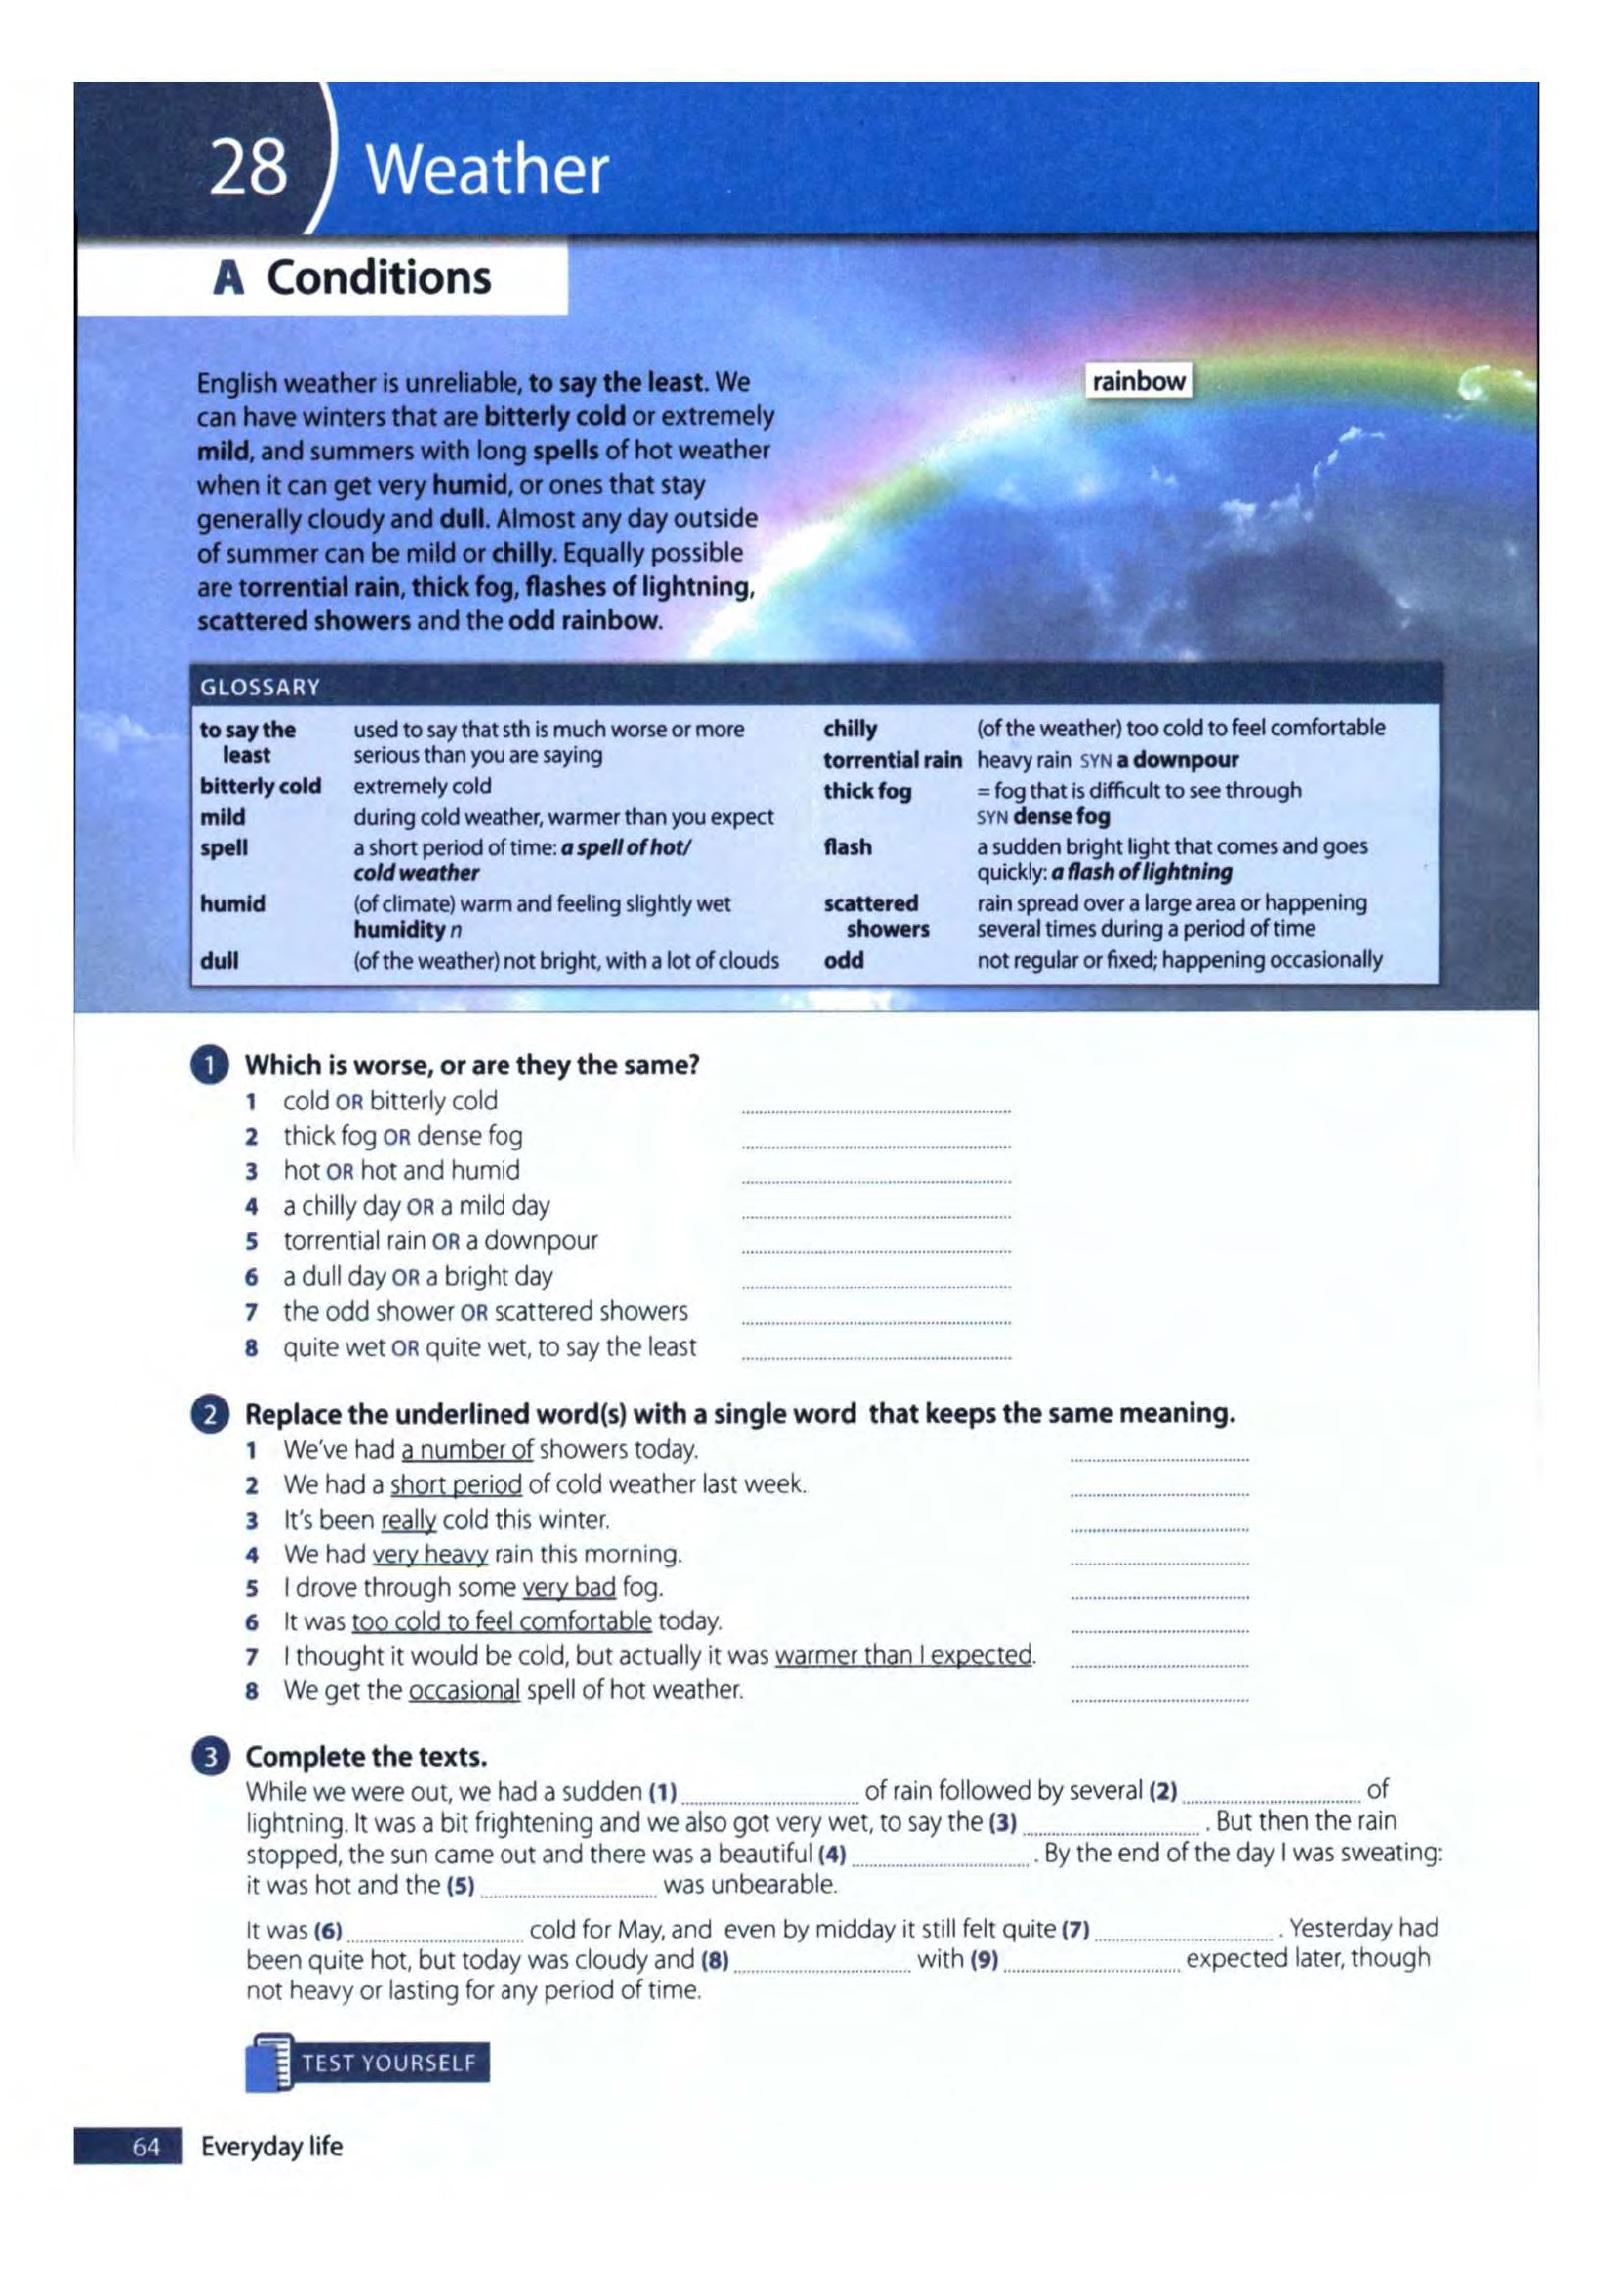 28 Weather
A Conditions
English weather is unreliable, to say the least. We
can have winters that are bitterly cold or extremely
mild, and summers with long spells of hot weather
when it can get very humid, or ones that stay
generally cloudy and dull. Almost any day outside
of summer can be mild or chilly. Equally possible
are torrential rain, thick fog, flashes of lightning,
scattered showers and the odd rainbow.
rainbow
GLOSSARY
to say the least used to say that sth is much worse or more
serious than you are saying
bitterly cold extremely cold
mild during cold weather, warmer than you expect
spell a short period of time: a spell of hot/
cold weather
humid (of climate) warm and feeling slightly wet
humidity n
dull (of the weather) not bright, with a lot of clouds
chilly (of the weather) too cold to feel comfortable
torrential rain heavy rain SYN a downpour
thick fog = fog that is difficult to see through
SYN dense fog
flash a sudden bright light that comes and goes
quickly: a flash of lightning
scattered showers rain spread over a large area or happening
several times during a period of time
odd not regular or fixed; happening occasionally
1 Which is worse, or are they the same?
1 cold OR bitterly cold
2 thick fog OR dense fog
3 hot OR hot and humid
4 a chilly day OR a mild day
5 torrential rain OR a downpour
6 a dull day OR a bright day
7 the odd shower OR scattered showers
8 quite wet OR quite wet, to say the least
2 Replace the underlined word(s) with a single word that keeps the same meaning.
1 We've had a number of showers today.
2 We had a short period of cold weather last week.
3 It's been really cold this winter.
4 We had very heavy rain this morning.
5 I drove through some very bad fog.
6 It was too cold to feel comfortable today.
7 I thought it would be cold, but actually it was warmer than I expected.
8 We get the occasional spell of hot weather.
3 Complete the texts.
While we were out, we had a sudden (1) .......... of rain followed by several (2) .......... of
lightning. It was a bit frightening and we also got very wet, to say the (3) .......... . But then the rain
stopped, the sun came out and there was a beautiful (4) .......... . By the end of the day I was sweating:
it was hot and the (5) .......... was unbearable.
It was (6) .......... cold for May, and even by midday it still felt quite (7) .......... . Yesterday had
been quite hot, but today was cloudy and (8) .......... with (9) .......... expected later, though
not heavy or lasting for any period of time.
TEST YOURSELF
64 Everyday life